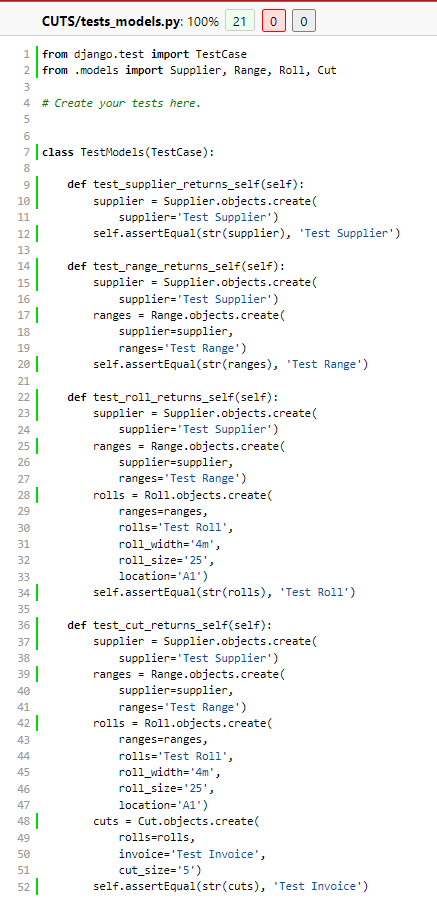 CUTS/tests_models.py: 100% 21 0 0
1 from django.test import TestCase
2 from .models import Supplier, Range, Roll, Cut
3
4 # Create your tests here.
5
6
7 class TestModels(TestCase):
8
9     def test_supplier_returns_self(self):
10         supplier = Supplier.objects.create(
11             supplier='Test Supplier')
12         self.assertEqual(str(supplier), 'Test Supplier')
13
14     def test_range_returns_self(self):
15         supplier = Supplier.objects.create(
16             supplier='Test Supplier')
17         ranges = Range.objects.create(
18             supplier=supplier,
19             ranges='Test Range')
20         self.assertEqual(str(ranges), 'Test Range')
21
22     def test_roll_returns_self(self):
23         supplier = Supplier.objects.create(
24             supplier='Test Supplier')
25         ranges = Range.objects.create(
26             supplier=supplier,
27             ranges='Test Range')
28         rolls = Roll.objects.create(
29             ranges=ranges,
30             rolls='Test Roll',
31             roll_width='4m',
32             roll_size='25',
33             location='A1')
34         self.assertEqual(str(rolls), 'Test Roll')
35
36     def test_cut_returns_self(self):
37         supplier = Supplier.objects.create(
38             supplier='Test Supplier')
39         ranges = Range.objects.create(
40             supplier=supplier,
41             ranges='Test Range')
42         rolls = Roll.objects.create(
43             ranges=ranges,
44             rolls='Test Roll',
45             roll_width='4m',
46             roll_size='25',
47             location='A1')
48         cuts = Cut.objects.create(
49             rolls=rolls,
50             invoice='Test Invoice',
51             cut_size='5')
52         self.assertEqual(str(cuts), 'Test Invoice')